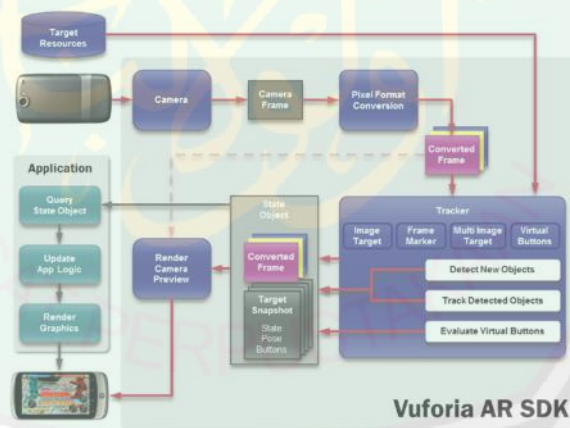 Target
Resources
Camera
Camera
Frame
Pixel Format
Conversion
Converted
Frame
Application
Query
State Object
Update
App Logic
Render
Graphics
Render
Camera
Preview
State
Object
Converted
Frame
Target
Snapshot
State
Pose
Buttons
Tracker
Image
Target
Frame
Marker
Multi Image
Target
Virtual
Buttons
Detect New Objects
Track Detected Objects
Evaluate Virtual Buttons
Vuforia AR SDK